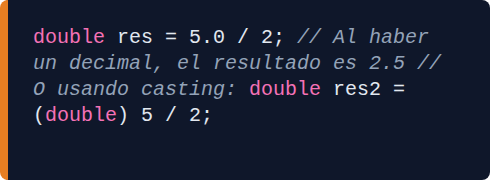 double res = 5.0 / 2; // Al haber
un decimal, el resultado es 2.5 //
O usando casting: double res2 =
(double) 5 / 2;